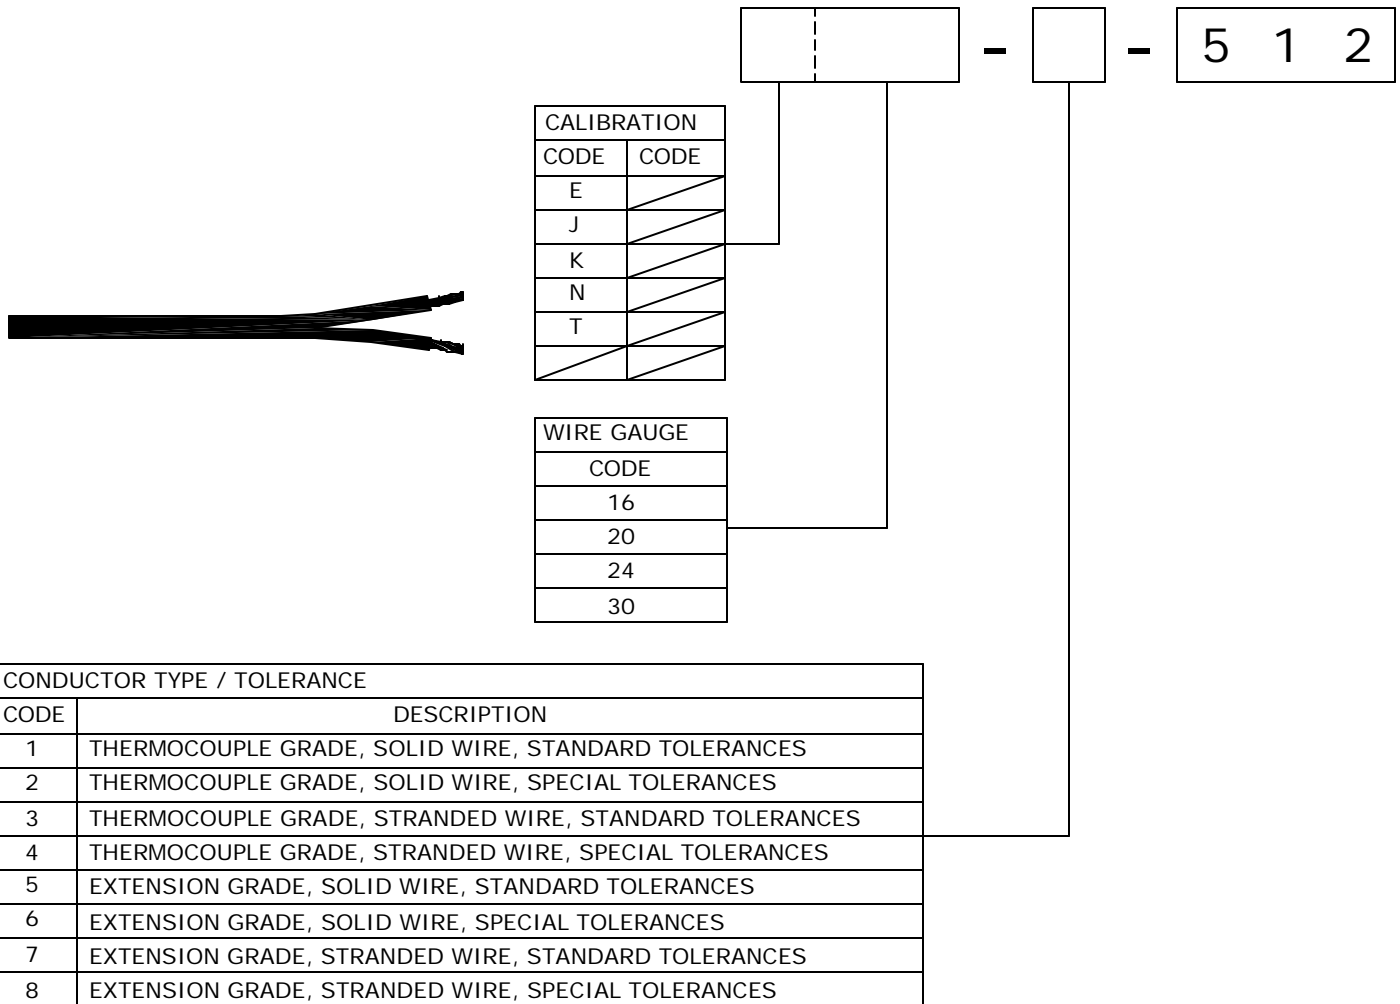 - - 5 1 2
CALIBRATION
CODE CODE
E
J
K
N
T
WIRE GAUGE
CODE
16
20
24
30
CONDUCTOR TYPE / TOLERANCE
CODE DESCRIPTION
1 THERMOCOUPLE GRADE, SOLID WIRE, STANDARD TOLERANCES
2 THERMOCOUPLE GRADE, SOLID WIRE, SPECIAL TOLERANCES
3 THERMOCOUPLE GRADE, STRANDED WIRE, STANDARD TOLERANCES
4 THERMOCOUPLE GRADE, STRANDED WIRE, SPECIAL TOLERANCES
5 EXTENSION GRADE, SOLID WIRE, STANDARD TOLERANCES
6 EXTENSION GRADE, SOLID WIRE, SPECIAL TOLERANCES
7 EXTENSION GRADE, STRANDED WIRE, STANDARD TOLERANCES
8 EXTENSION GRADE, STRANDED WIRE, SPECIAL TOLERANCES